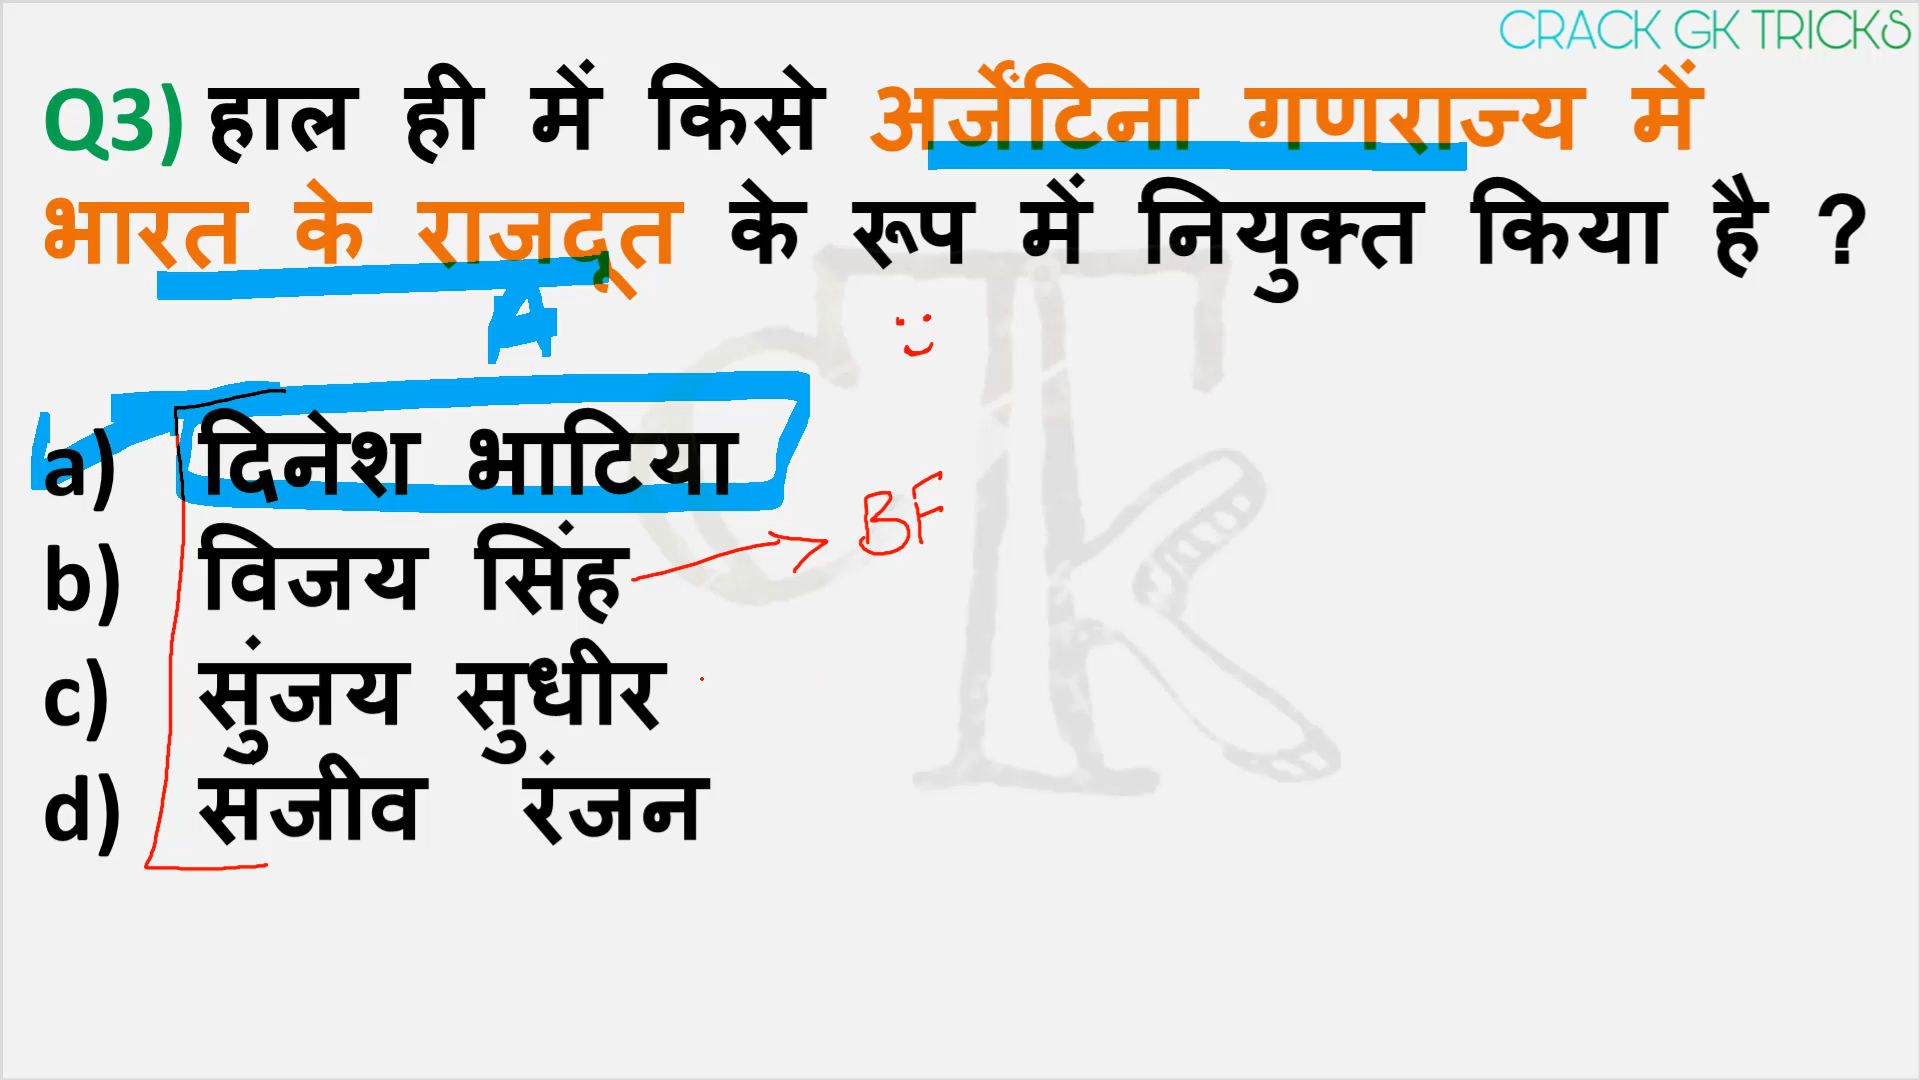 CRACK GK TRICKS
Q3) हाल ही में किसे अर्जेंटिना गणराज्य में
भारत के राजदूत के रूप में नियुक्त किया है ?
a) दिनेश भाटिया
b) विजय सिंह
BF
c) सुंजय सुधीर
d) संजीव रंजन